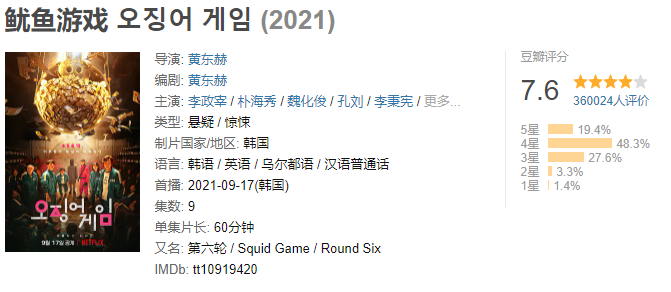 鱿鱼游戏 오징어 게임 (2021)
导演: 黄东赫
编剧: 黄东赫
主演: 李政宰 / 朴海秀 / 魏化俊 / 孔刘 / 李秉宪 / 更多...
类型: 悬疑 / 惊悚
制片国家/地区: 韩国
语言: 韩语 / 英语 / 乌尔都语 / 汉语普通话
首播: 2021-09-17(韩国)
集数: 9
单集片长: 60分钟
又名: 第六轮 / Squid Game / Round Six
IMDb: tt10919420
豆瓣评分
7.6
360024人评价
5星 19.4%
4星 48.3%
3星 27.6%
2星 3.3%
1星 1.4%
오징어 게임
9월 17일 공개 NETFLIX